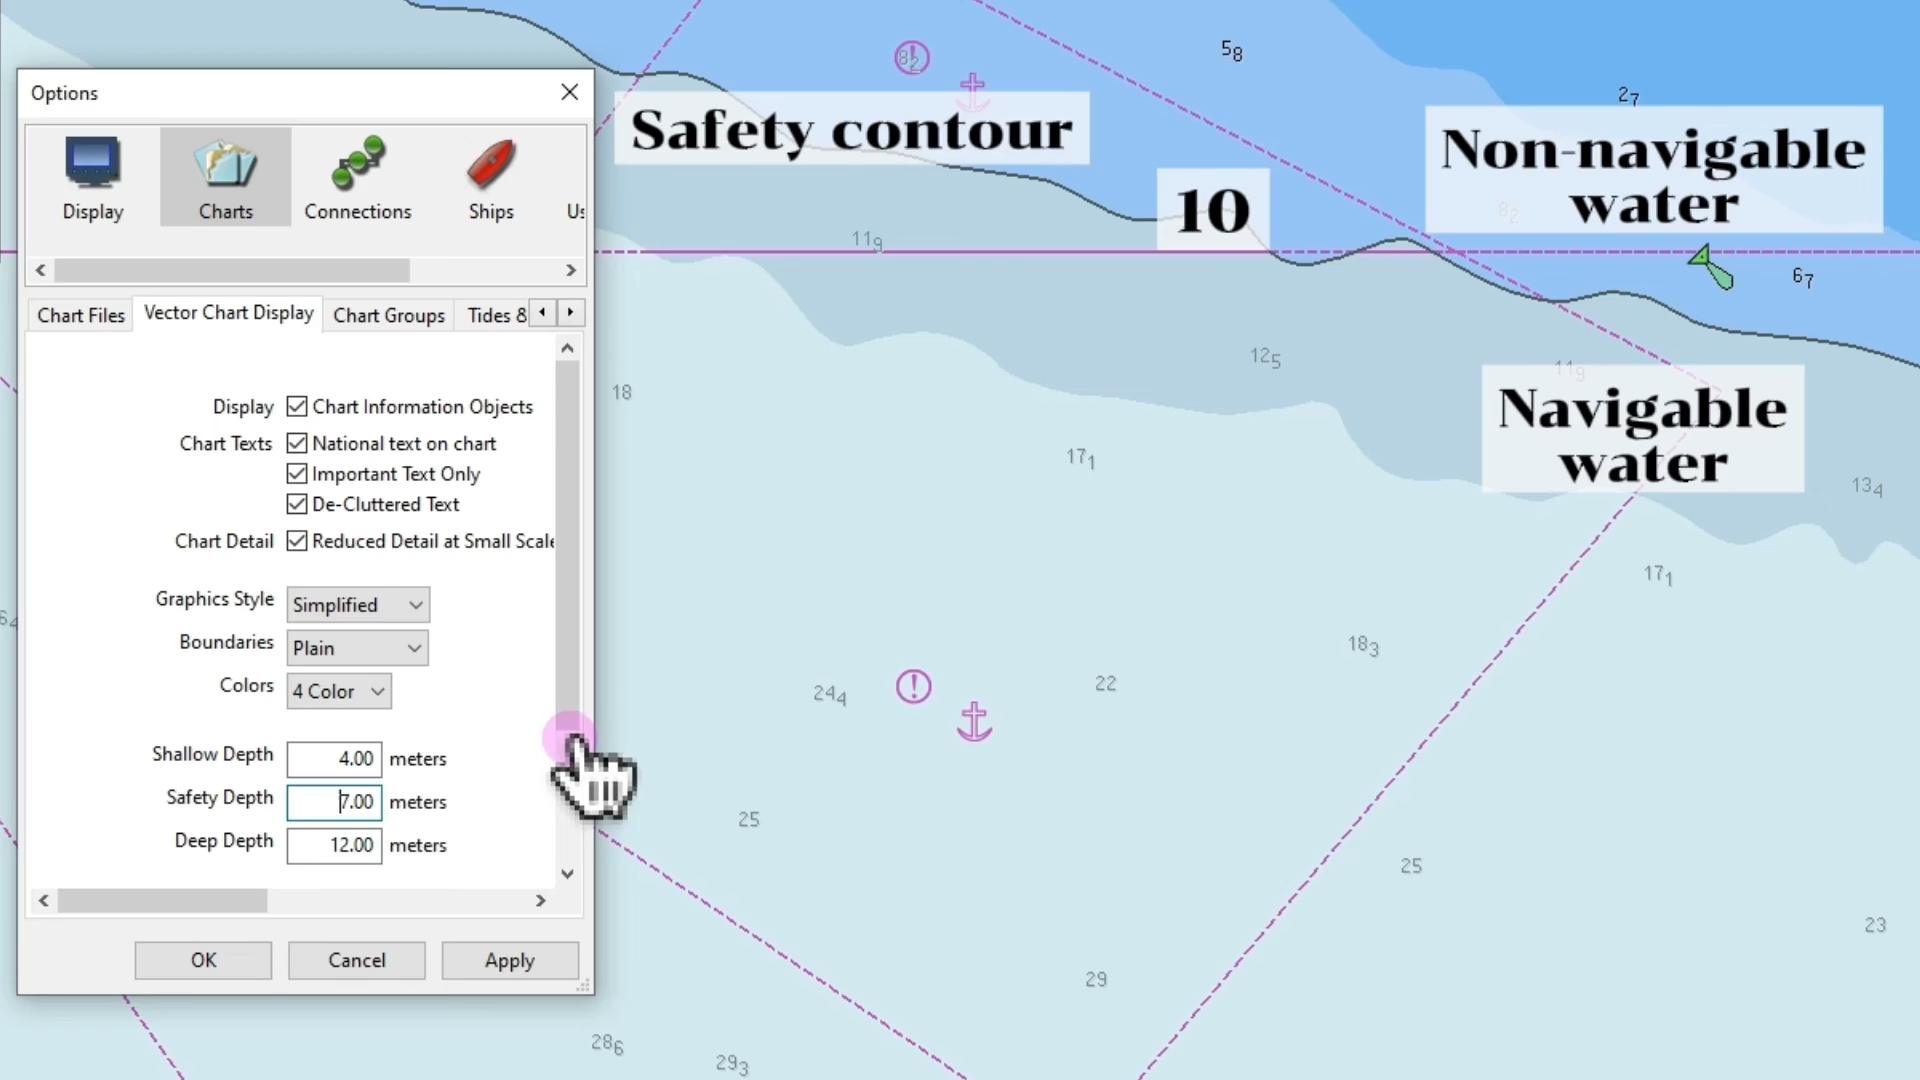 Options
Display
Charts
Connections
Ships
Us
Chart Files
Vector Chart Display
Chart Groups
Tides &
Display
Chart Information Objects
Chart Texts
National text on chart
Important Text Only
De-Cluttered Text
Chart Detail
Reduced Detail at Small Scale
Graphics Style
Simplified
Boundaries
Plain
Colors
4 Color
Shallow Depth
4.00
meters
Safety Depth
7.00
meters
Deep Depth
12.00
meters
OK
Cancel
Apply
Safety contour
10
Non-navigable
water
Navigable
water
8₂
5₈
2₇
8₂
11₉
6₇
12₅
11₉
18
17₁
13₄
17₁
18₃
24₄
22
25
25
23
29
28₆
29₃